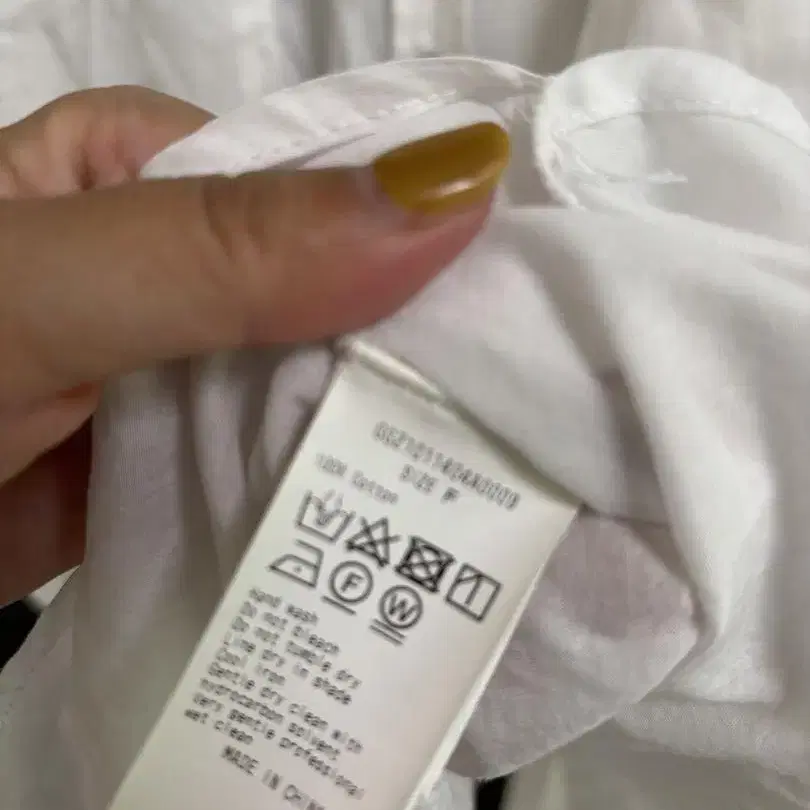 SIZE F
100% Cotton
F
W
Hand wash
Do not bleach
Do not tumble dry
Line dry in shade
Cool iron
Gentle dry clean with
hydrocarbon solvent
Very gentle professional
wet clean
MADE IN CHINA